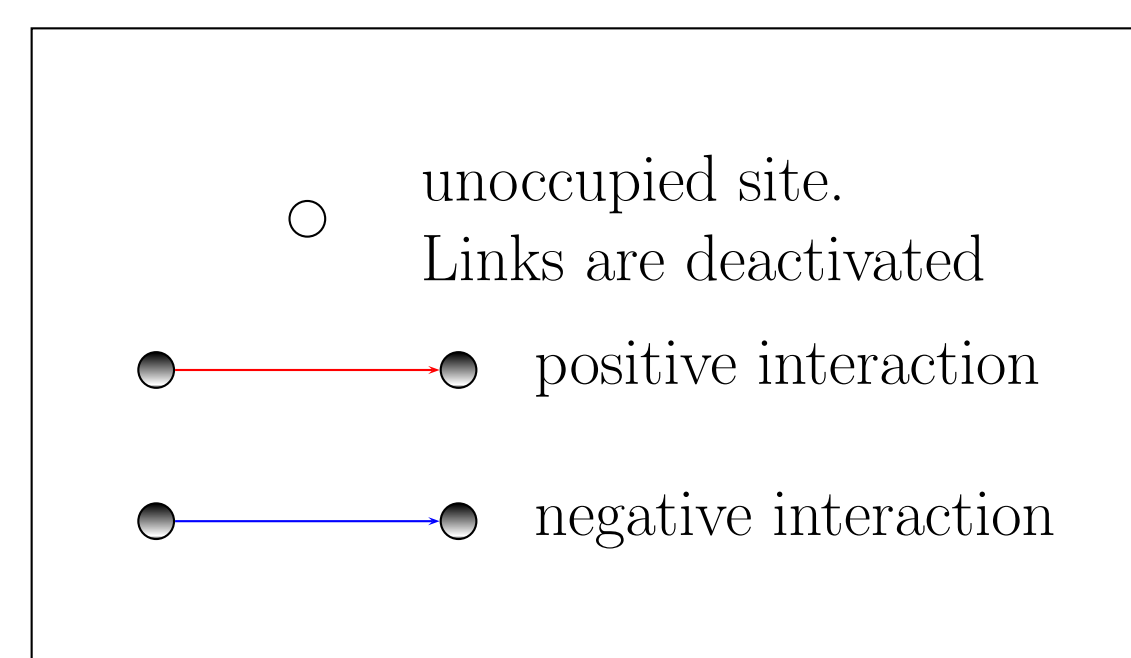 unoccupied site.
Links are deactivated
positive interaction
negative interaction